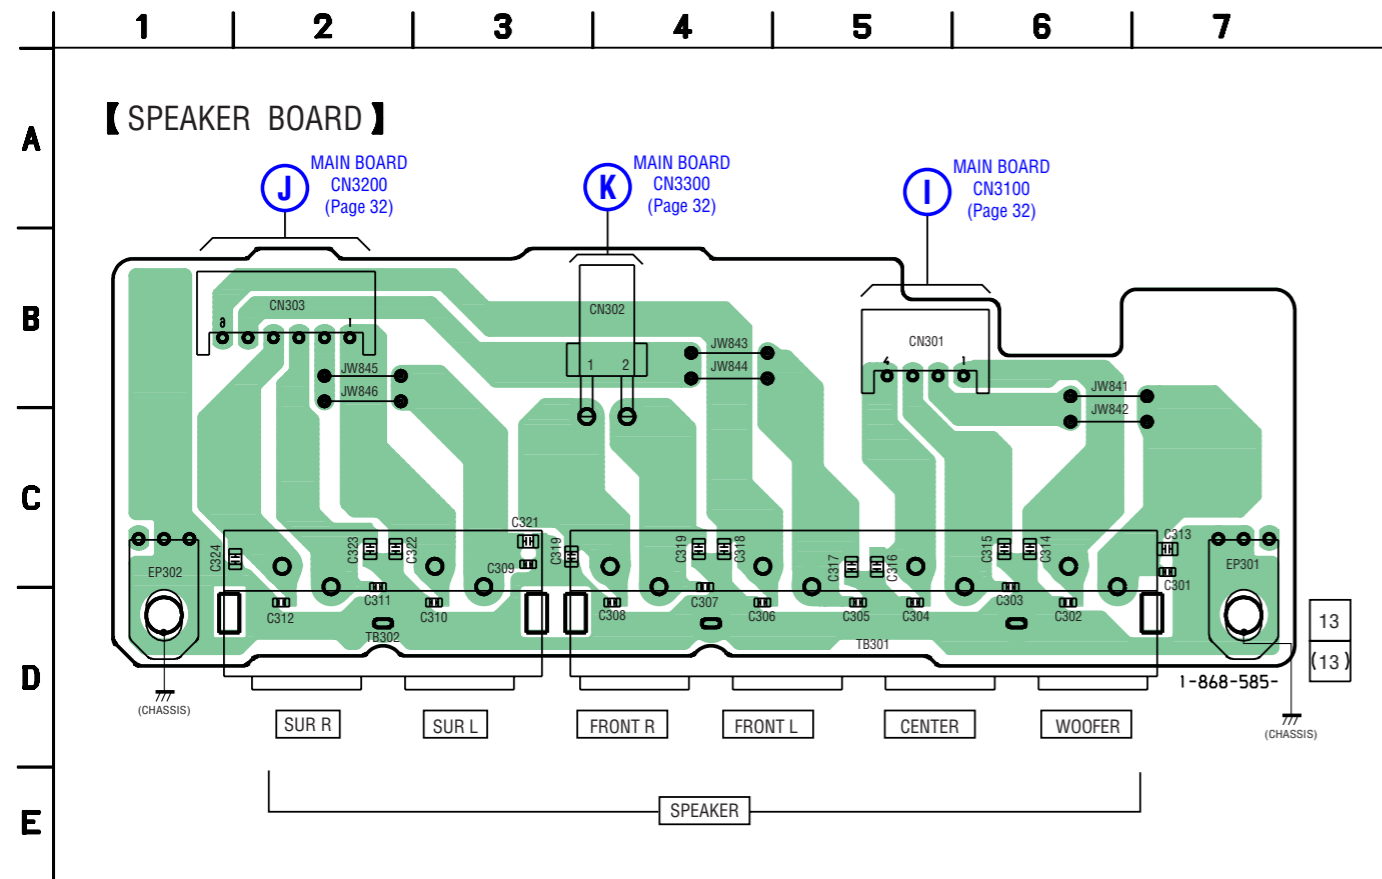 1 2 3 4 5 6 7
A
【 SPEAKER BOARD 】
J MAIN BOARD
CN3200
(Page 32)
K MAIN BOARD
CN3300
(Page 32)
I MAIN BOARD
CN3100
(Page 32)
B
CN303
6 1
CN302
1 2
CN301
4 1
JW843
JW844
JW845
JW846
JW841
JW842
C
C324
C323
C322
C321
C309
C319
C319
C318
C317
C316
C315
C314
C313
C301
EP302
EP301
C312
C311
C310
C308
C307
C306
C305
C304
C303
C302
TB302
TB301
D
13
(13)
1-868-585-
(CHASSIS)
(CHASSIS)
SUR R
SUR L
FRONT R
FRONT L
CENTER
WOOFER
E
SPEAKER